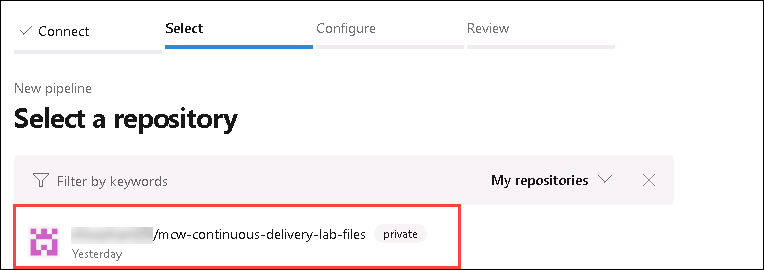 Connect Select Configure Review
New pipeline
Select a repository
Filter by keywords My repositories
/mcw-continuous-delivery-lab-files private
Yesterday